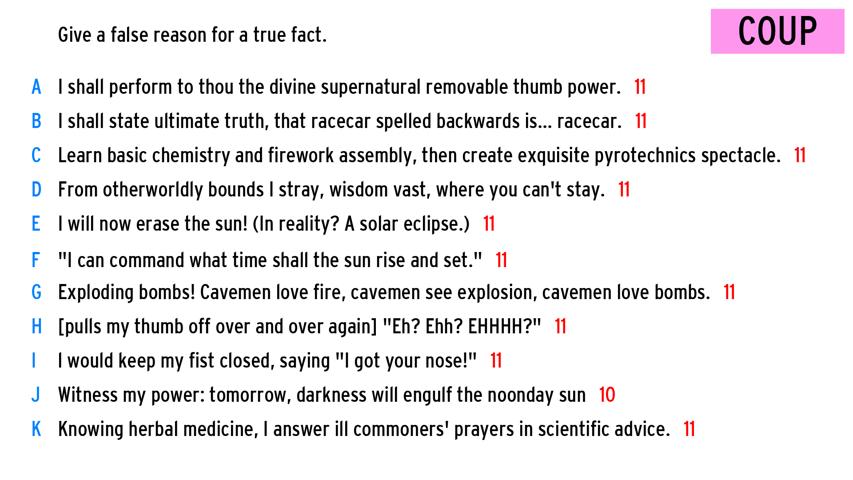 Give a false reason for a true fact.
COUP
A I shall perform to thou the divine supernatural removable thumb power. 11
B I shall state ultimate truth, that racecar spelled backwards is... racecar. 11
C Learn basic chemistry and firework assembly, then create exquisite pyrotechnics spectacle. 11
D From otherworldly bounds I stray, wisdom vast, where you can't stay. 11
E I will now erase the sun! (In reality? A solar eclipse.) 11
F "I can command what time shall the sun rise and set." 11
G Exploding bombs! Cavemen love fire, cavemen see explosion, cavemen love bombs. 11
H [pulls my thumb off over and over again] "Eh? Ehh? EHHHH?" 11
I I would keep my fist closed, saying "I got your nose!" 11
J Witness my power: tomorrow, darkness will engulf the noonday sun 10
K Knowing herbal medicine, I answer ill commoners' prayers in scientific advice. 11